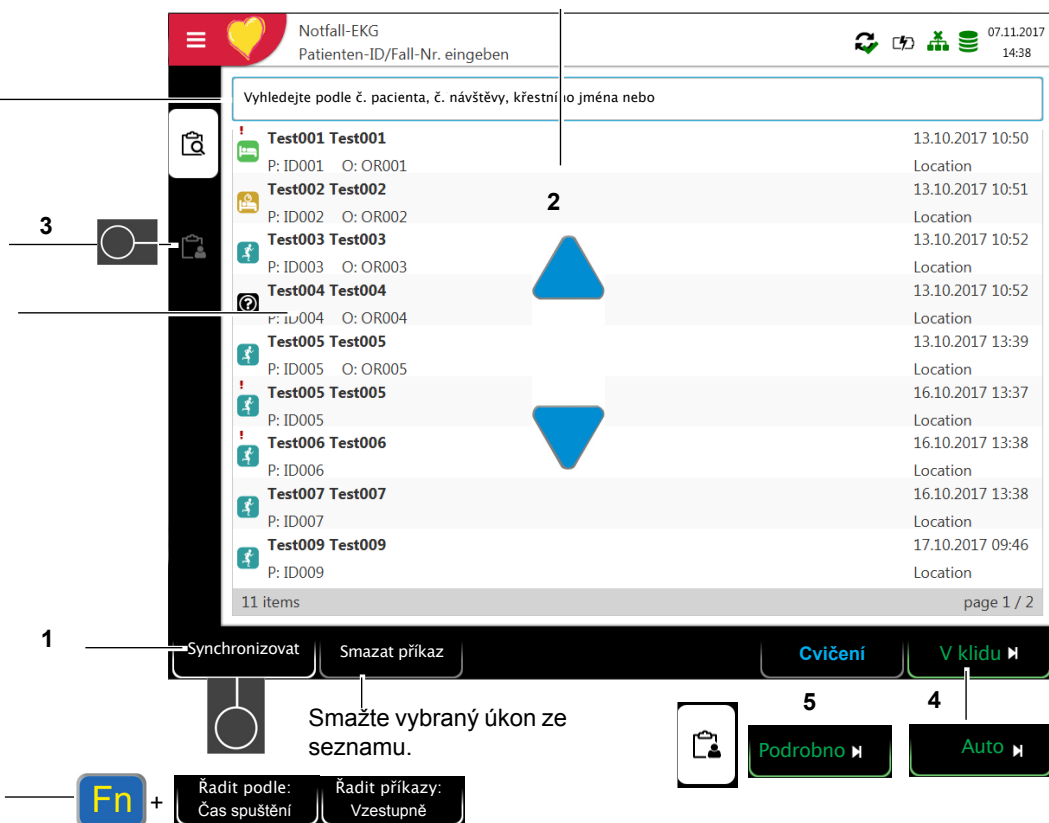 Notfall-EKG
Patienten-ID/Fall-Nr. eingeben
07.11.2017
14:38
Vyhledejte podle č. pacienta, č. návštěvy, křestního jména nebo
Test001 Test001 13.10.2017 10:50
P: ID001 O: OR001 Location
Test002 Test002 13.10.2017 10:51
P: ID002 O: OR002 Location
2
3
Test003 Test003 13.10.2017 10:52
P: ID003 O: OR003 Location
Test004 Test004 13.10.2017 10:52
P: ID004 O: OR004 Location
Test005 Test005 13.10.2017 13:39
P: ID005 O: OR005 Location
Test005 Test005 16.10.2017 13:37
P: ID005 Location
Test006 Test006 16.10.2017 13:38
P: ID006 Location
Test007 Test007 16.10.2017 13:38
P: ID007 Location
Test009 Test009 17.10.2017 09:46
P: ID009 Location
11 items page 1 / 2
1
Synchronizovat Smazat příkaz Cvičení V klidu
Smažte vybraný úkon ze
seznamu.
5 4
Podrobno Auto
Fn + Řadit podle: Řadit příkazy:
Čas spuštění Vzestupně